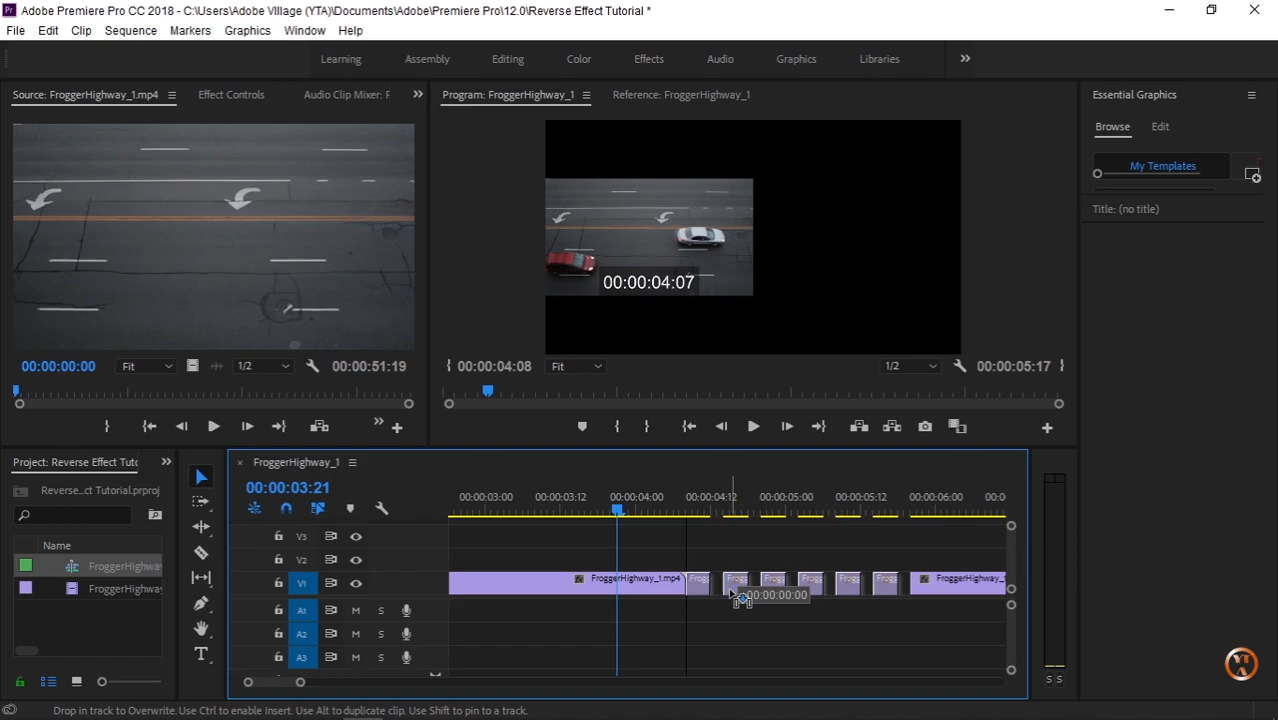 Adobe Premiere Pro CC 2018 - C:\Users\Adobe Village (YTA)\Documents\Adobe\Premiere Pro\12.0\Reverse Effect Tutorial *
File Edit Clip Sequence Markers Graphics Window Help
Learning Assembly Editing Color Effects Audio Graphics Libraries
Source: FroggerHighway_1.mp4 Effect Controls Audio Clip Mixer: F
Program: FroggerHighway_1 Reference: FroggerHighway_1
Essential Graphics
Browse Edit
My Templates
Title: (no title)
00:00:04:07
00:00:00:00 Fit 1/2 00:00:51:19
00:00:04:08 Fit 1/2 00:00:05:17
Project: Reverse Effect Tuto
Reverse...ct Tutorial.prproj
Name
FroggerHighwa
FroggerHighwa
FroggerHighway_1
00:00:03:21
00:00:03:00 00:00:03:12 00:00:04:00 00:00:04:12 00:00:05:00 00:00:05:12 00:00:06:00 00:0
V3
V2
V1
FroggerHighway_1.mp4 Frogg Frogg Frogg Frogg Frogg Frogg FroggerHighway_1
00:00:00:00
A1 M S
A2 M S
A3 M S
S S
Drop in track to Overwrite. Use Ctrl to enable Insert. Use Alt to duplicate clip. Use Shift to pin to a track.